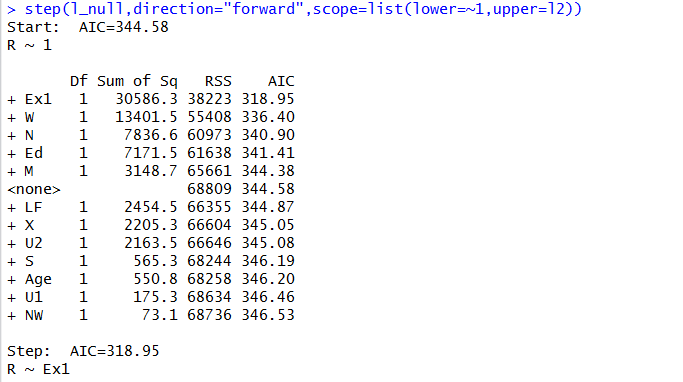 > step(l_null,direction="forward",scope=list(lower=~1,upper=l2))
Start:  AIC=344.58
R ~ 1
       Df Sum of Sq   RSS    AIC
+ Ex1   1   30586.3 38223 318.95
+ W     1   13401.5 55408 336.40
+ N     1    7836.6 60973 340.90
+ Ed    1    7171.5 61638 341.41
+ M     1    3148.7 65661 344.38
<none>              68809 344.58
+ LF    1    2454.5 66355 344.87
+ X     1    2205.3 66604 345.05
+ U2    1    2163.5 66646 345.08
+ S     1     565.3 68244 346.19
+ Age   1     550.8 68258 346.20
+ U1    1     175.3 68634 346.46
+ NW    1      73.1 68736 346.53
Step:  AIC=318.95
R ~ Ex1